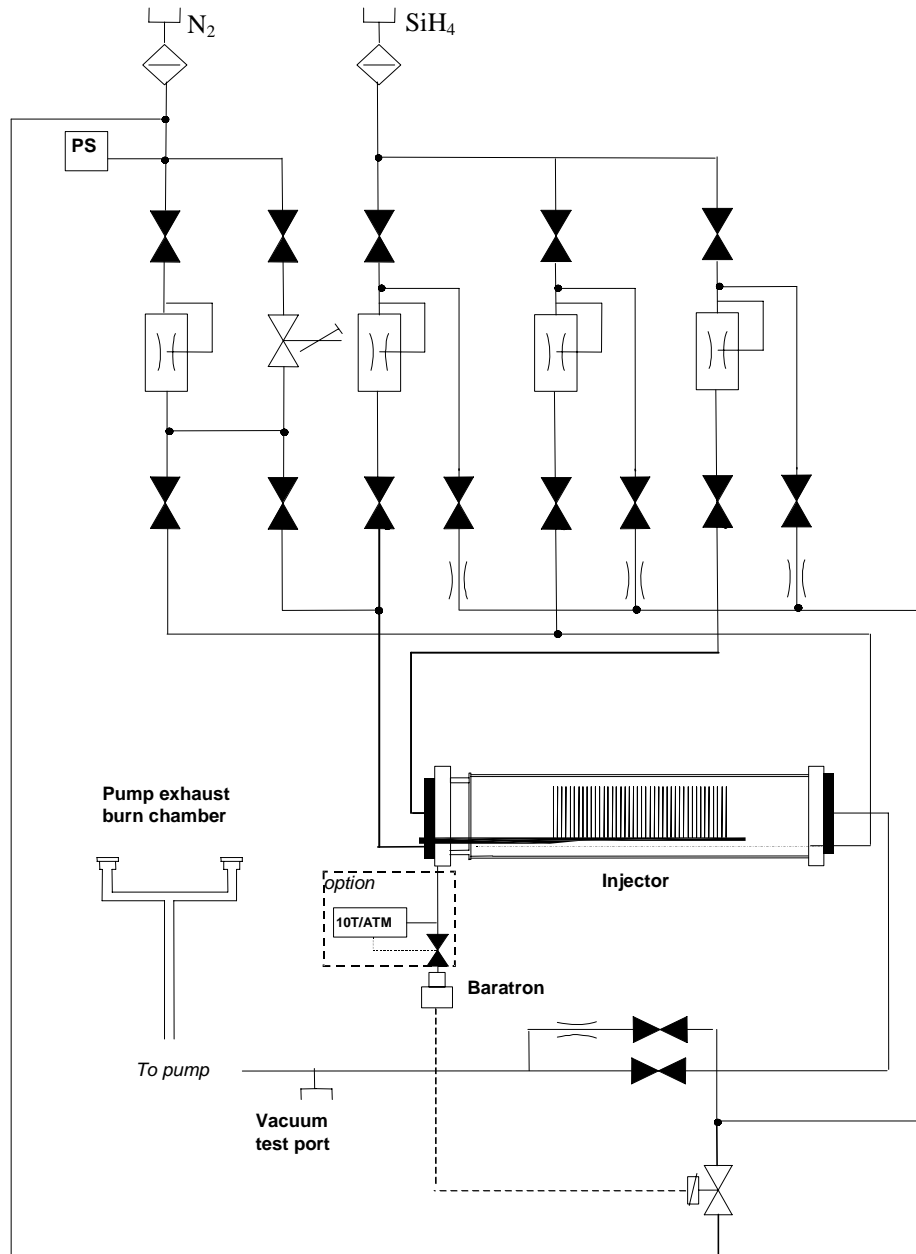 N₂
SiH₄
PS
Pump exhaust
burn chamber
option
Injector
10T/ATM
Baratron
To pump
Vacuum
test port